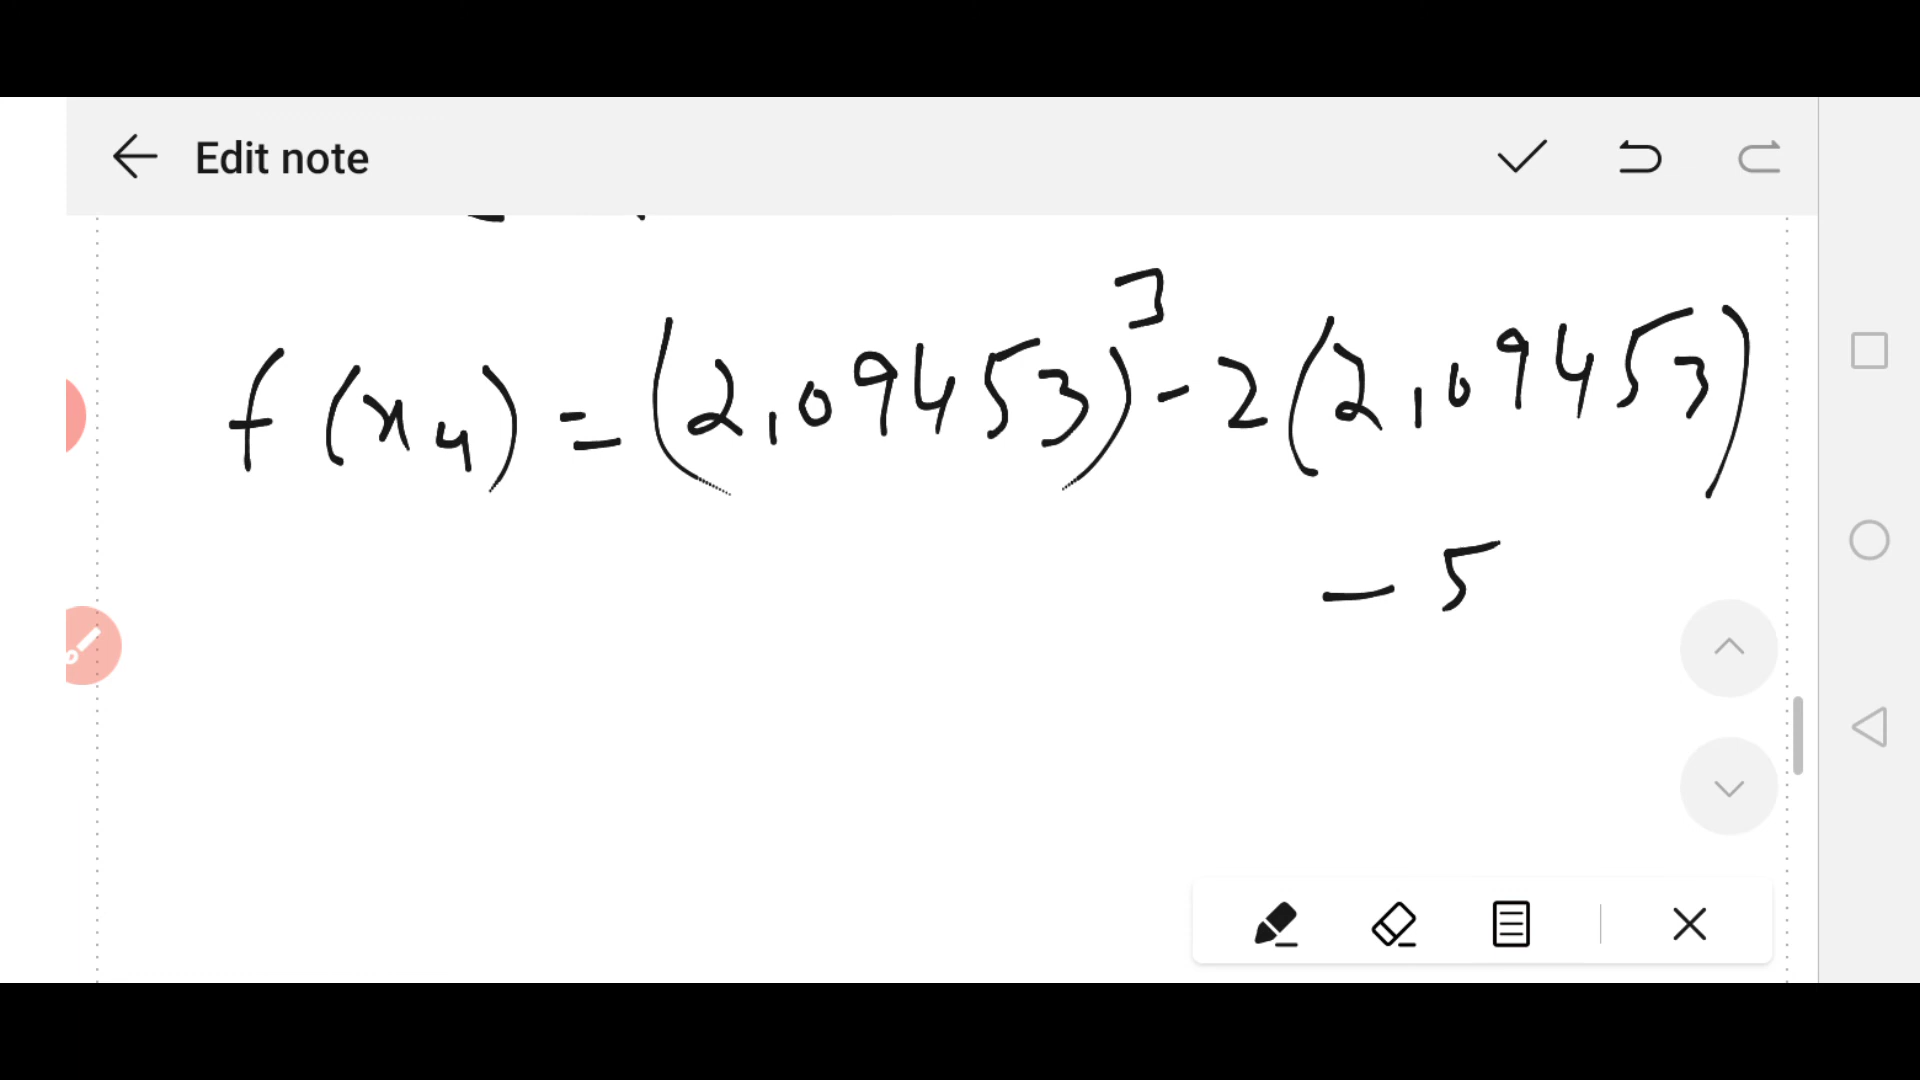 Edit note
f(x₄) = (2,09453)³ - 2(2,09453)
- 5